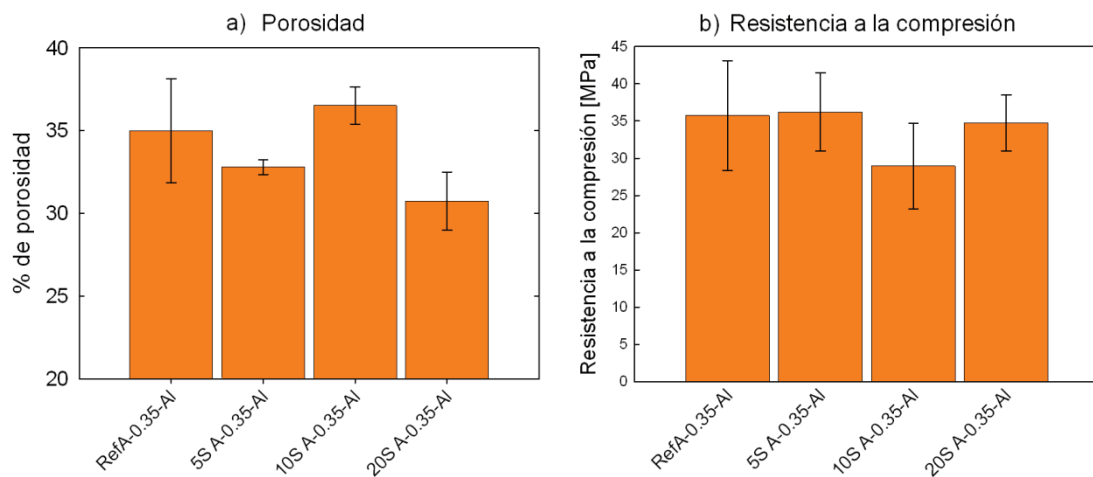 a) Porosidad
% de porosidad
40
35
30
25
20
RefA-0.35-Al
5S A-0.35-Al
10S A-0.35-Al
20S A-0.35-Al
b) Resistencia a la compresión
Resistencia a la compresión [MPa]
45
40
35
30
25
20
15
10
5
0
RefA-0.35-Al
5S A-0.35-Al
10S A-0.35-Al
20S A-0.35-Al